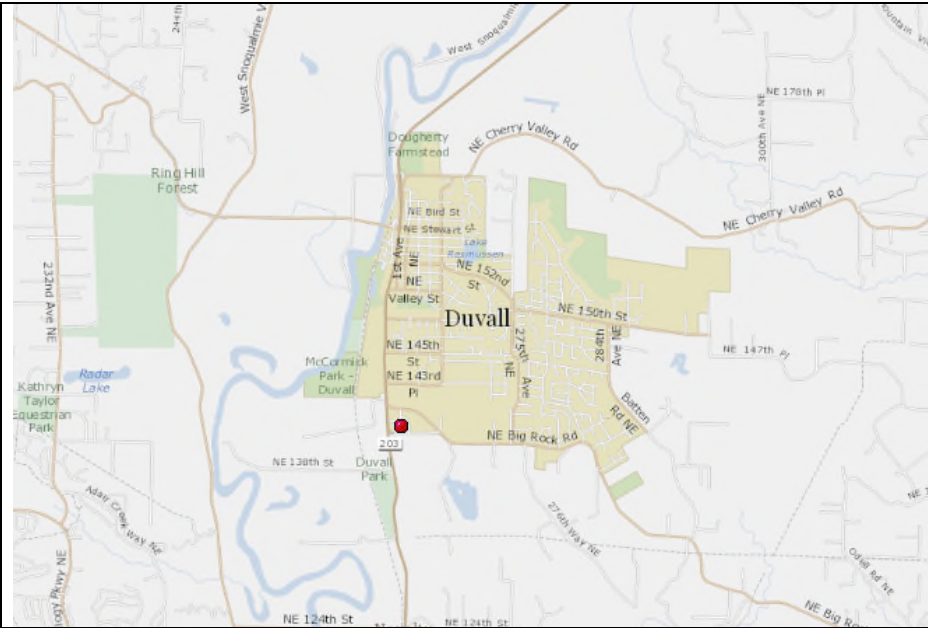 244th
West Snoqualmie V
West Snoqualmie
NE 178th Pl
300th Ave NE
Dougherty
Farmstead
NE Cherry Valley Rd
Ring Hill
Forest
NE Cherry Valley Rd
NE Bird St
NE Stewart St
Lake
Rasmussen
1st Ave
NE
NE 152nd
St
NE
232nd Ave NE
Valley St
NE 150th St
Duvall
275th
Ave
NE
284th
Ave NE
NE 145th
St
NE 147th Pl
McCormick
Park -
Duvall
NE 143rd
Pl
Radar
Lake
Kathryn
Taylor
Equestrian
Park
Batten
Rd NE
203
NE Big Rock Rd
NE 138th St
Duvall
Park
Adair Creek Way NE
276th Way NE
Odell Rd NE
Pkwy NE
NE 124th St
NE 124th St
NE Big